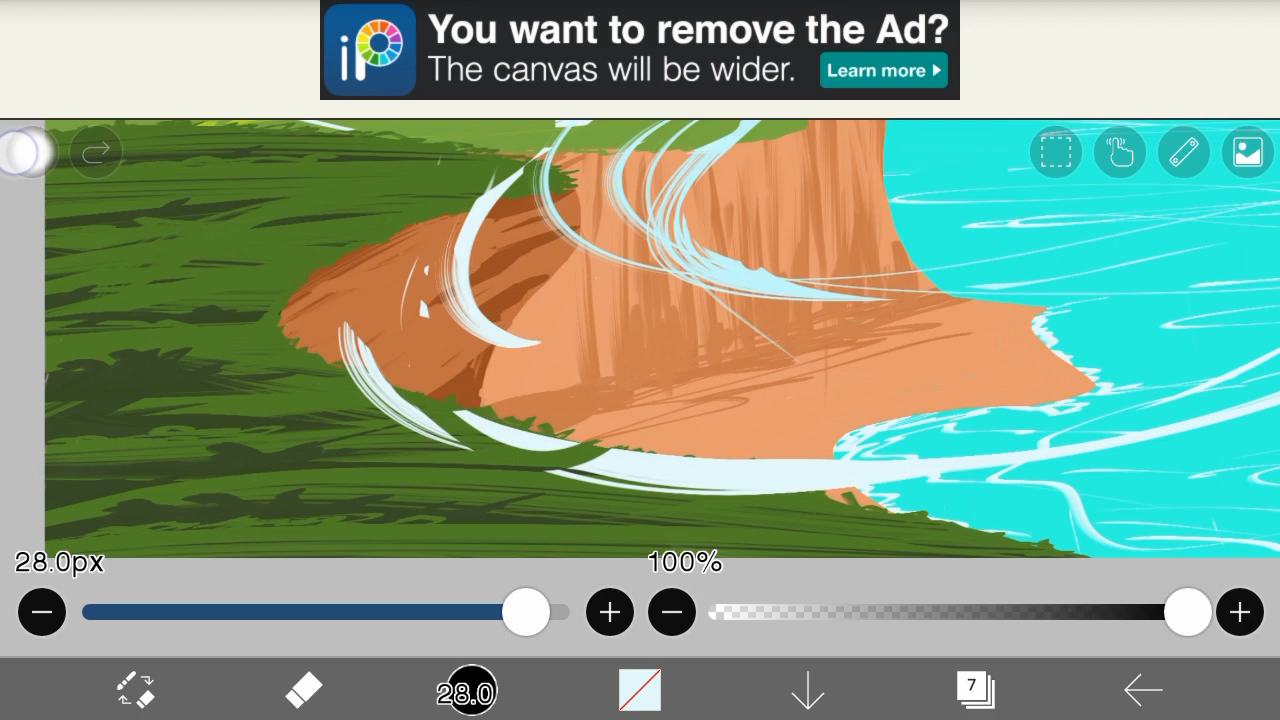 iP
You want to remove the Ad?
The canvas will be wider.
Learn more
28.0px
100%
28.0
7